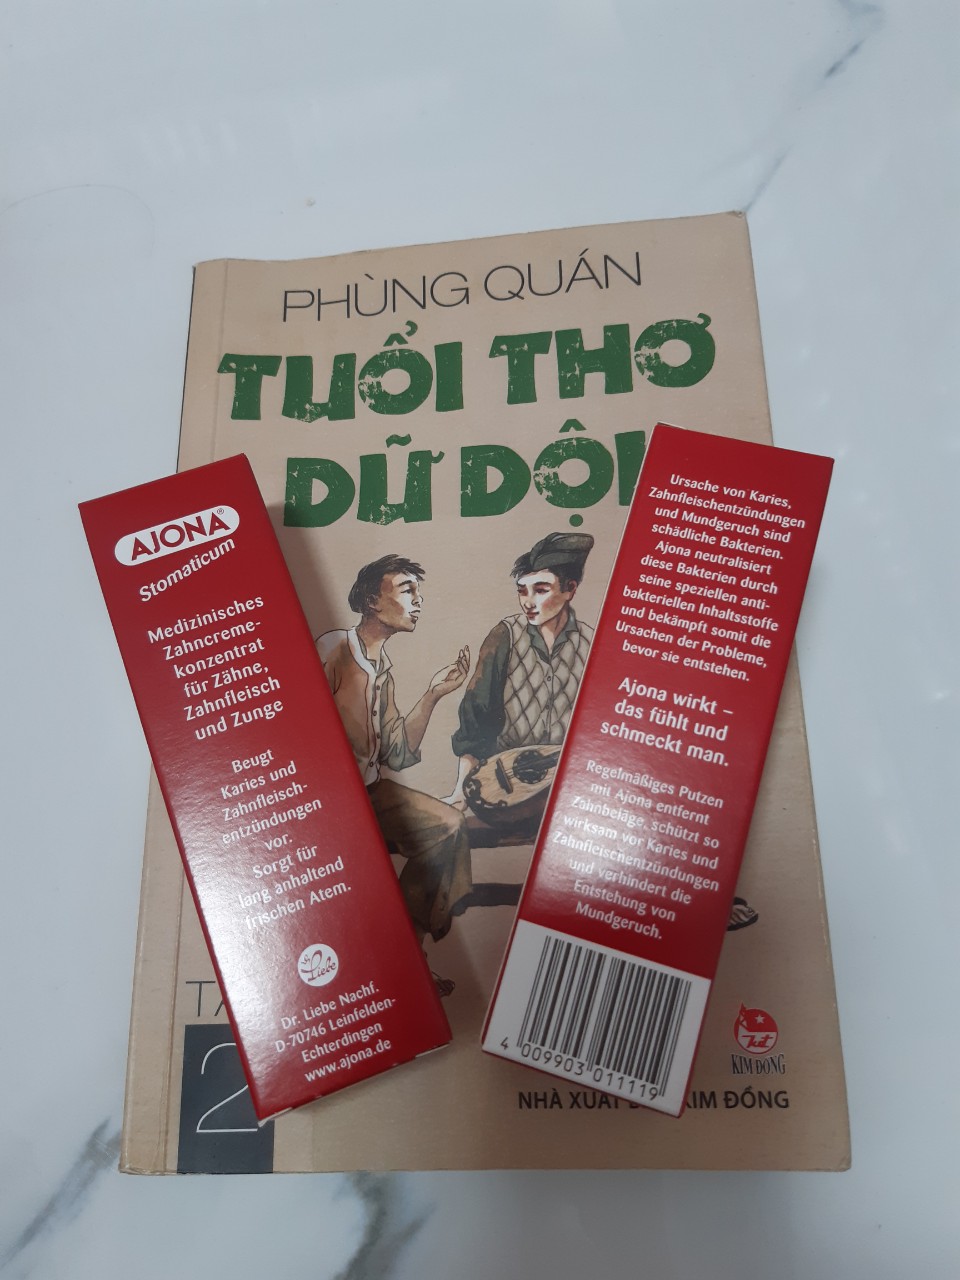 PHÙNG QUÁN
TUỔI THƠ
DỮ DỘI
AJONA®
Stomaticum
Medizinisches
Zahncreme-
konzentrat
für Zähne,
Zahnfleisch
und Zunge
Beugt
Karies und
Zahnfleisch-
entzündungen
vor.
Sorgt für
lang anhaltend
frischen Atem.
Liebe
Dr. Liebe Nachf.
D-70746 Leinfelden-
Echterdingen
www.ajona.de
Ursache von Karies,
Zahnfleischentzündungen
und Mundgeruch sind
schädliche Bakterien.
Ajona neutralisiert
diese Bakterien durch
seine speziellen anti-
bakteriellen Inhaltsstoffe
und bekämpft somit die
Ursachen der Probleme,
bevor sie entstehen.
Ajona wirkt –
das fühlt und
schmeckt man.
Regelmäßiges Putzen
mit Ajona entfernt
Zahnbeläge, schützt so
wirksam vor Karies und
Zahnfleischentzündungen
und verhindert die
Entstehung von
Mundgeruch.
4 009903 011119
2
KIM ĐỒNG
NHÀ XUẤT KIM ĐỒNG